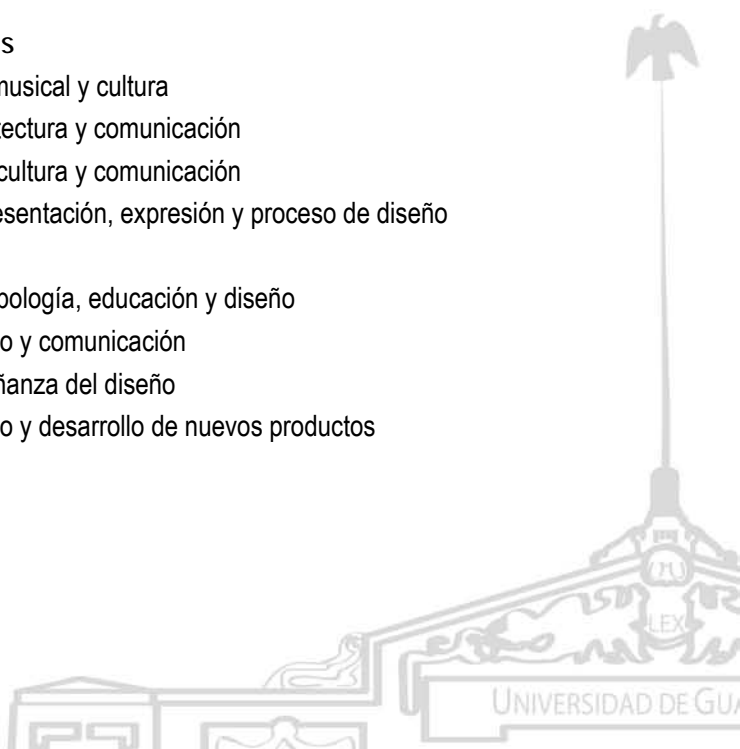 s
musical y cultura
tectura y comunicación
cultura y comunicación
esentación, expresión y proceso de diseño
pología, educación y diseño
o y comunicación
ñanza del diseño
o y desarrollo de nuevos productos
LEX
UNIVERSIDAD DE GUA